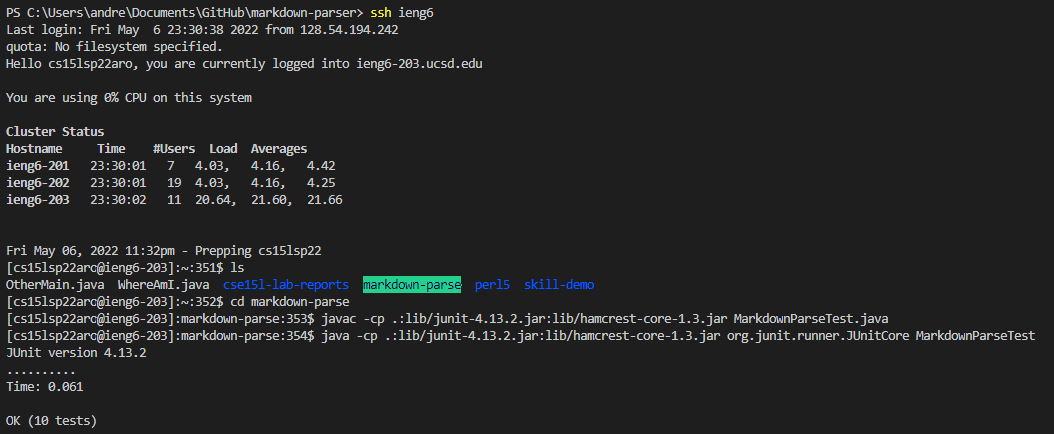 PS C:\Users\andre\Documents\GitHub\markdown-parser> ssh ieng6
Last login: Fri May  6 23:30:38 2022 from 128.54.194.242
quota: No filesystem specified.
Hello cs15lsp22aro, you are currently logged into ieng6-203.ucsd.edu
You are using 0% CPU on this system
Cluster Status
Hostname     Time    #Users  Load  Averages
ieng6-201   23:30:01   7   4.03,   4.16,   4.42
ieng6-202   23:30:01   19  4.03,   4.16,   4.25
ieng6-203   23:30:02   11  20.64,  21.60,  21.66
Fri May 06, 2022 11:32pm - Prepping cs15lsp22
[cs15lsp22aro@ieng6-203]:~:351$ ls
OtherMain.java  WhereAmI.java  cse15l-lab-reports  markdown-parse  perl5  skill-demo
[cs15lsp22aro@ieng6-203]:~:352$ cd markdown-parse
[cs15lsp22aro@ieng6-203]:markdown-parse:353$ javac -cp .:lib/junit-4.13.2.jar:lib/hamcrest-core-1.3.jar MarkdownParseTest.java
[cs15lsp22aro@ieng6-203]:markdown-parse:354$ java -cp .:lib/junit-4.13.2.jar:lib/hamcrest-core-1.3.jar org.junit.runner.JUnitCore MarkdownParseTest
JUnit version 4.13.2
..........
Time: 0.061
OK (10 tests)